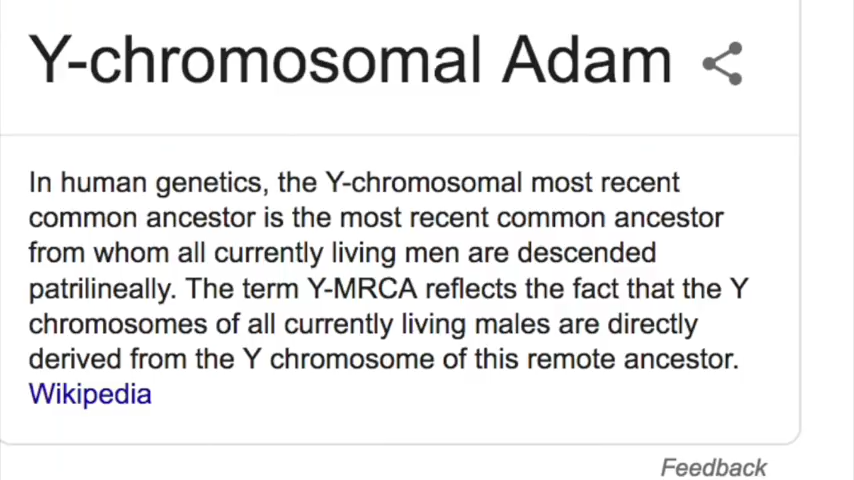 Y-chromosomal Adam
In human genetics, the Y-chromosomal most recent
common ancestor is the most recent common ancestor
from whom all currently living men are descended
patrilineally. The term Y-MRCA reflects the fact that the Y
chromosomes of all currently living males are directly
derived from the Y chromosome of this remote ancestor.
Wikipedia
Feedback